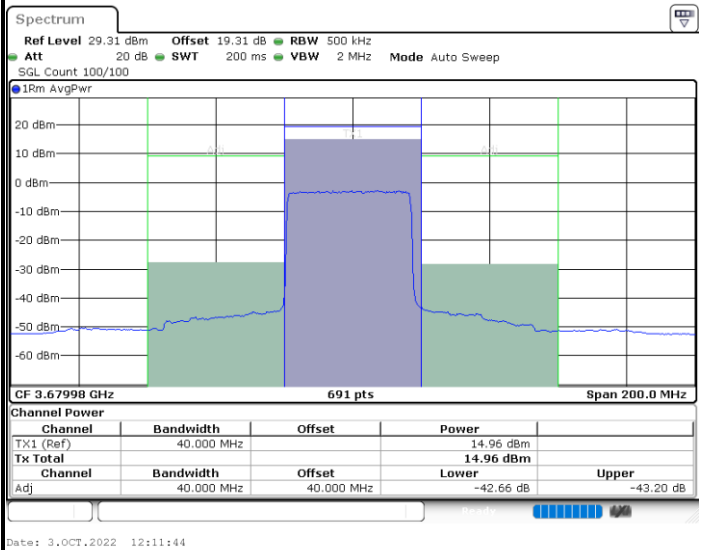 Spectrum
Ref Level 29.31 dBm Offset 19.31 dB RBW 500 kHz
Att 20 dB SWT 200 ms VBW 2 MHz Mode Auto Sweep
SGL Count 100/100
1Rm AvgPwr
20 dBm
TX1
10 dBm
Adj Adj
0 dBm
-10 dBm
-20 dBm
-30 dBm
-40 dBm
-50 dBm
-60 dBm
CF 3.67998 GHz 691 pts Span 200.0 MHz
Channel Power
Channel Bandwidth Offset Power
TX1 (Ref) 40.000 MHz 14.96 dBm
Tx Total 14.96 dBm
Channel Bandwidth Offset Lower Upper
Adj 40.000 MHz 40.000 MHz -42.66 dB -43.20 dB
Ready
Date: 3.OCT.2022 12:11:44